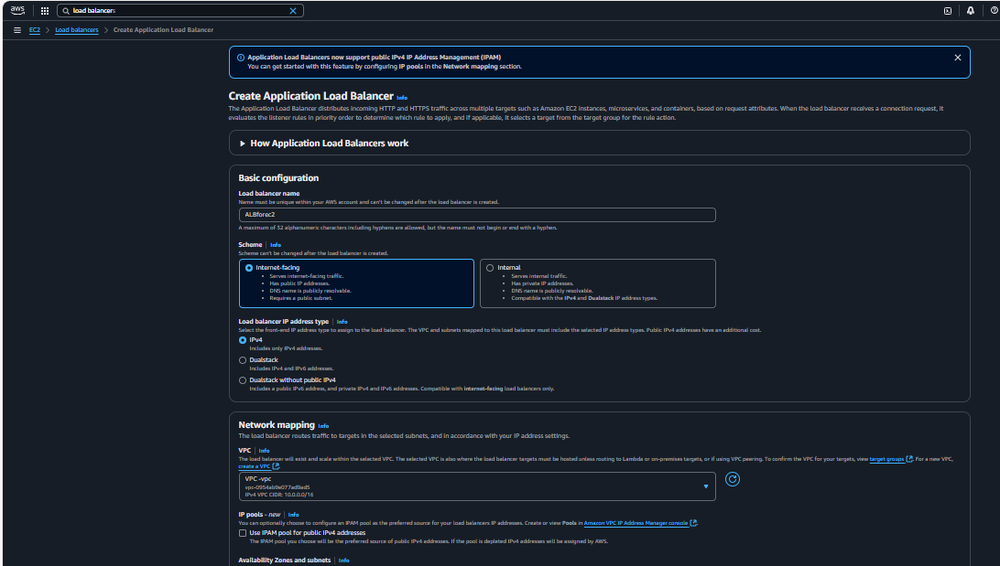 aws
load balancers
EC2 > Load balancers > Create Application Load Balancer
Application Load Balancers now support public IPv4 IP Address Management (IPAM)
You can get started with this feature by configuring IP pools in the Network mapping section.
Create Application Load Balancer Info
The Application Load Balancer distributes incoming HTTP and HTTPS traffic across multiple targets such as Amazon EC2 instances, microservices, and containers, based on request attributes. When the load balancer receives a connection request, it
evaluates the listener rules in priority order to determine which rule to apply, and if applicable, it selects a target from the target group for the rule action.
How Application Load Balancers work
Basic configuration
Load balancer name
Name must be unique within your AWS account and can't be changed after the load balancer is created.
ALBforec2
A maximum of 32 alphanumeric characters including hyphens are allowed, but the name must not begin or end with a hyphen.
Scheme Info
Scheme can't be changed after the load balancer is created.
Internet-facing
• Serves internet-facing traffic.
• Has public IP addresses.
• DNS name is publicly resolvable.
• Requires a public subnet.
Internal
• Serves internal traffic.
• Has private IP addresses.
• DNS name is publicly resolvable.
• Compatible with the IPv4 and Dualstack IP address types.
Load balancer IP address type Info
Select the front-end IP address type to assign to the load balancer. The VPC and subnets mapped to this load balancer must include the selected IP address types. Public IPv4 addresses have an additional cost.
IPv4
Includes only IPv4 addresses.
Dualstack
Includes IPv4 and IPv6 addresses.
Dualstack without public IPv4
Includes a public IPv6 address, and private IPv4 and IPv6 addresses. Compatible with internet-facing load balancers only.
Network mapping Info
The load balancer routes traffic to targets in the selected subnets, and in accordance with your IP address settings.
VPC Info
The load balancer will exist and scale within the selected VPC. The selected VPC is also where the load balancer targets must be hosted unless routing to Lambda or on-premises targets, or if using VPC peering. To confirm the VPC for your targets, view target groups. For a new VPC,
create a VPC
VPC -vpc
vpc-0954ab9e077ad9ad5
IPv4 VPC CIDR: 10.0.0.0/16
IP pools - new Info
You can optionally choose to configure an IPAM pool as the preferred source for your load balancers IP addresses. Create or view Pools in Amazon VPC IP Address Manager console
Use IPAM pool for public IPv4 addresses
The IPAM pool you choose will be the preferred source of public IPv4 addresses. If the pool is depleted IPv4 addresses will be assigned by AWS.
Availability Zones and subnets Info